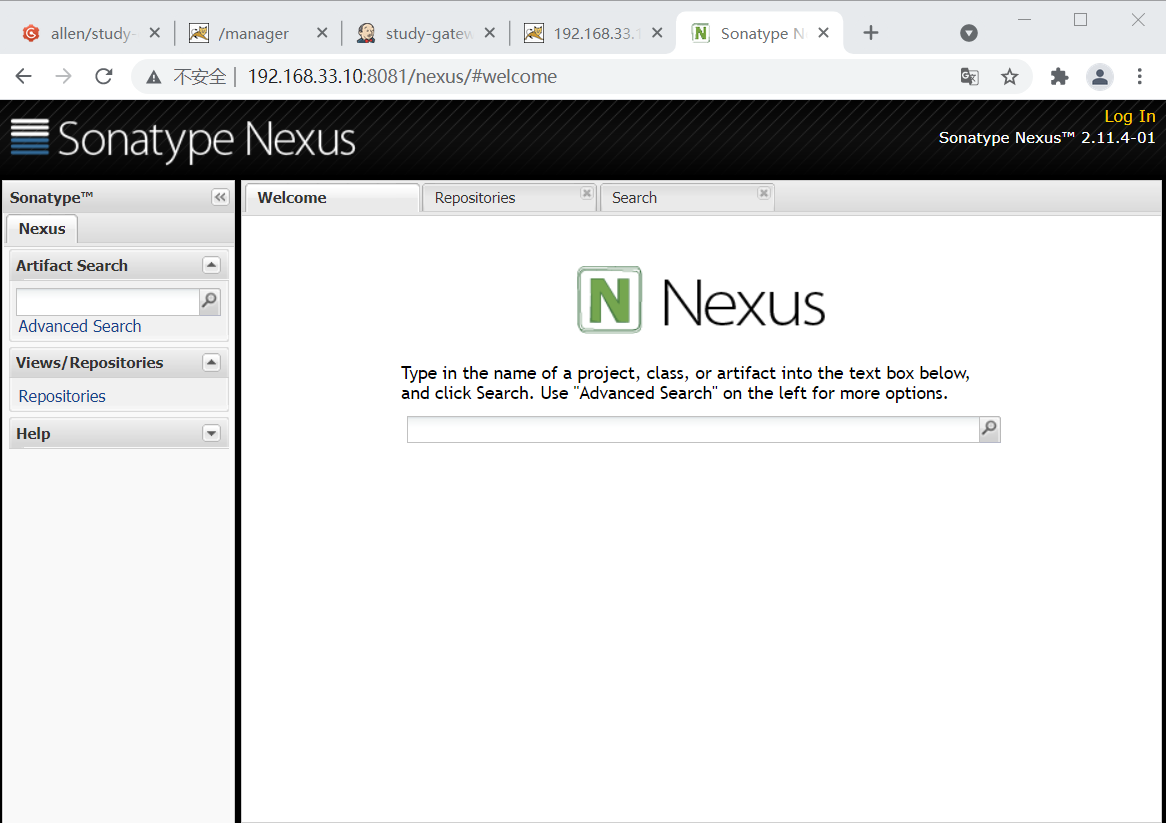 allen/study-
/manager
study-gatew
192.168.33.1
Sonatype N
不安全 | 192.168.33.10:8081/nexus/#welcome
Sonatype Nexus
Log In
Sonatype Nexus™ 2.11.4-01
Sonatype™
Nexus
Artifact Search
Advanced Search
Views/Repositories
Repositories
Help
Welcome
Repositories
Search
N Nexus
Type in the name of a project, class, or artifact into the text box below,
and click Search. Use "Advanced Search" on the left for more options.